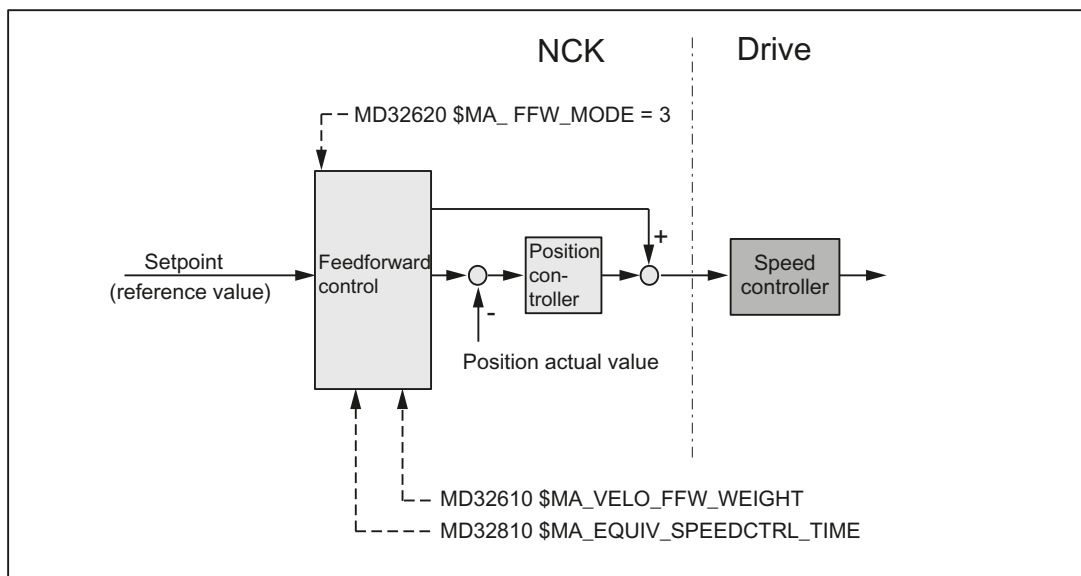 NCK
Drive
MD32620 $MA_ FFW_MODE = 3
Setpoint
(reference value)
Feedforward
control
Position
con-
troller
+
Speed
controller
-
Position actual value
MD32610 $MA_VELO_FFW_WEIGHT
MD32810 $MA_EQUIV_SPEEDCTRL_TIME